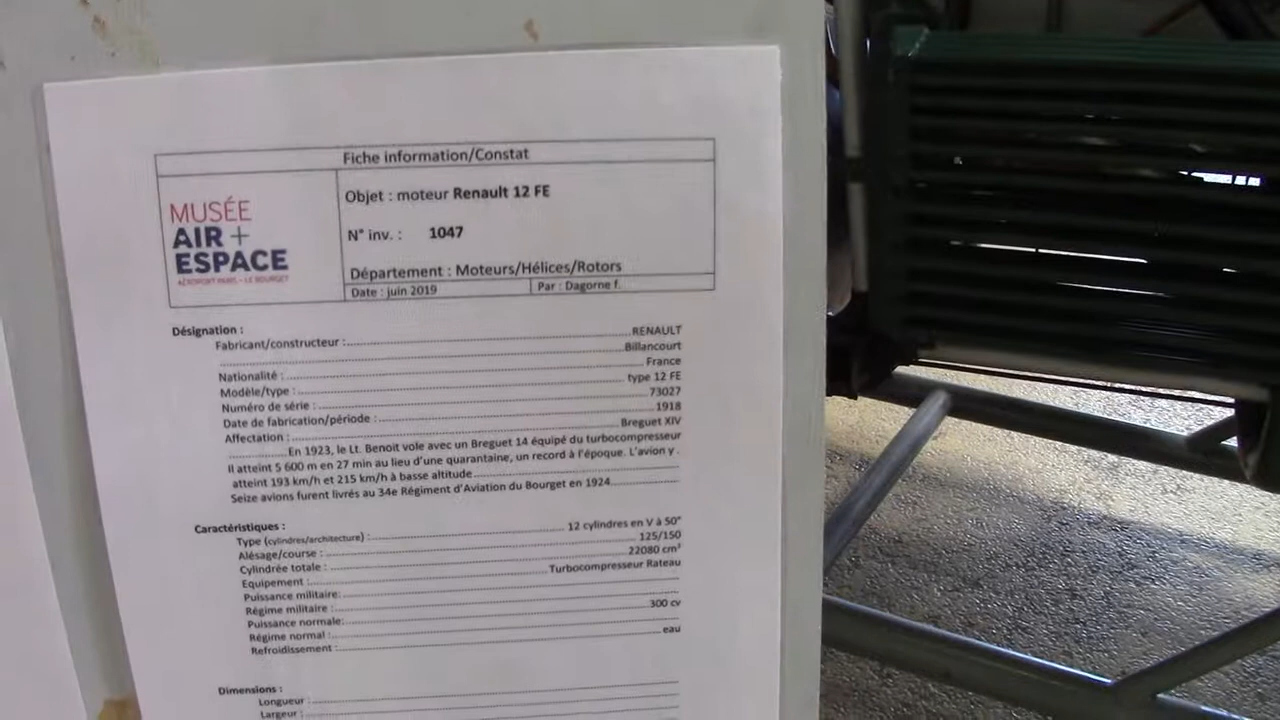 Fiche information/Constat
MUSÉE
AIR +
ESPACE
AÉROPORT PARIS - LE BOURGET
Objet : moteur Renault 12 FE
N° inv. : 1047
Département : Moteurs/Hélices/Rotors
Date : juin 2019 Par : Dagorne f.
Désignation :
Fabricant/constructeur : RENAULT
Billancourt
Nationalité : France
Modèle/type : type 12 FE
Numéro de série : 73027
Date de fabrication/période : 1918
Affectation : Breguet XIV
En 1923, le Lt. Benoit vole avec un Breguet 14 équipé du turbocompresseur
Il atteint 5 600 m en 27 min au lieu d'une quarantaine, un record à l'époque. L'avion y
atteint 193 km/h et 215 km/h à basse altitude
Seize avions furent livrés au 34e Régiment d'Aviation du Bourget en 1924
Caractéristiques :
Type (cylindres/architecture) : 12 cylindres en V à 50°
Alésage/course : 125/150
Cylindrée totale : 22080 cm³
Equipement : Turbocompresseur Rateau
Puissance militaire:
Régime militaire :
Puissance normale: 300 cv
Régime normal :
Refroidissement : eau
Dimensions :
Longueur :
Largeur :